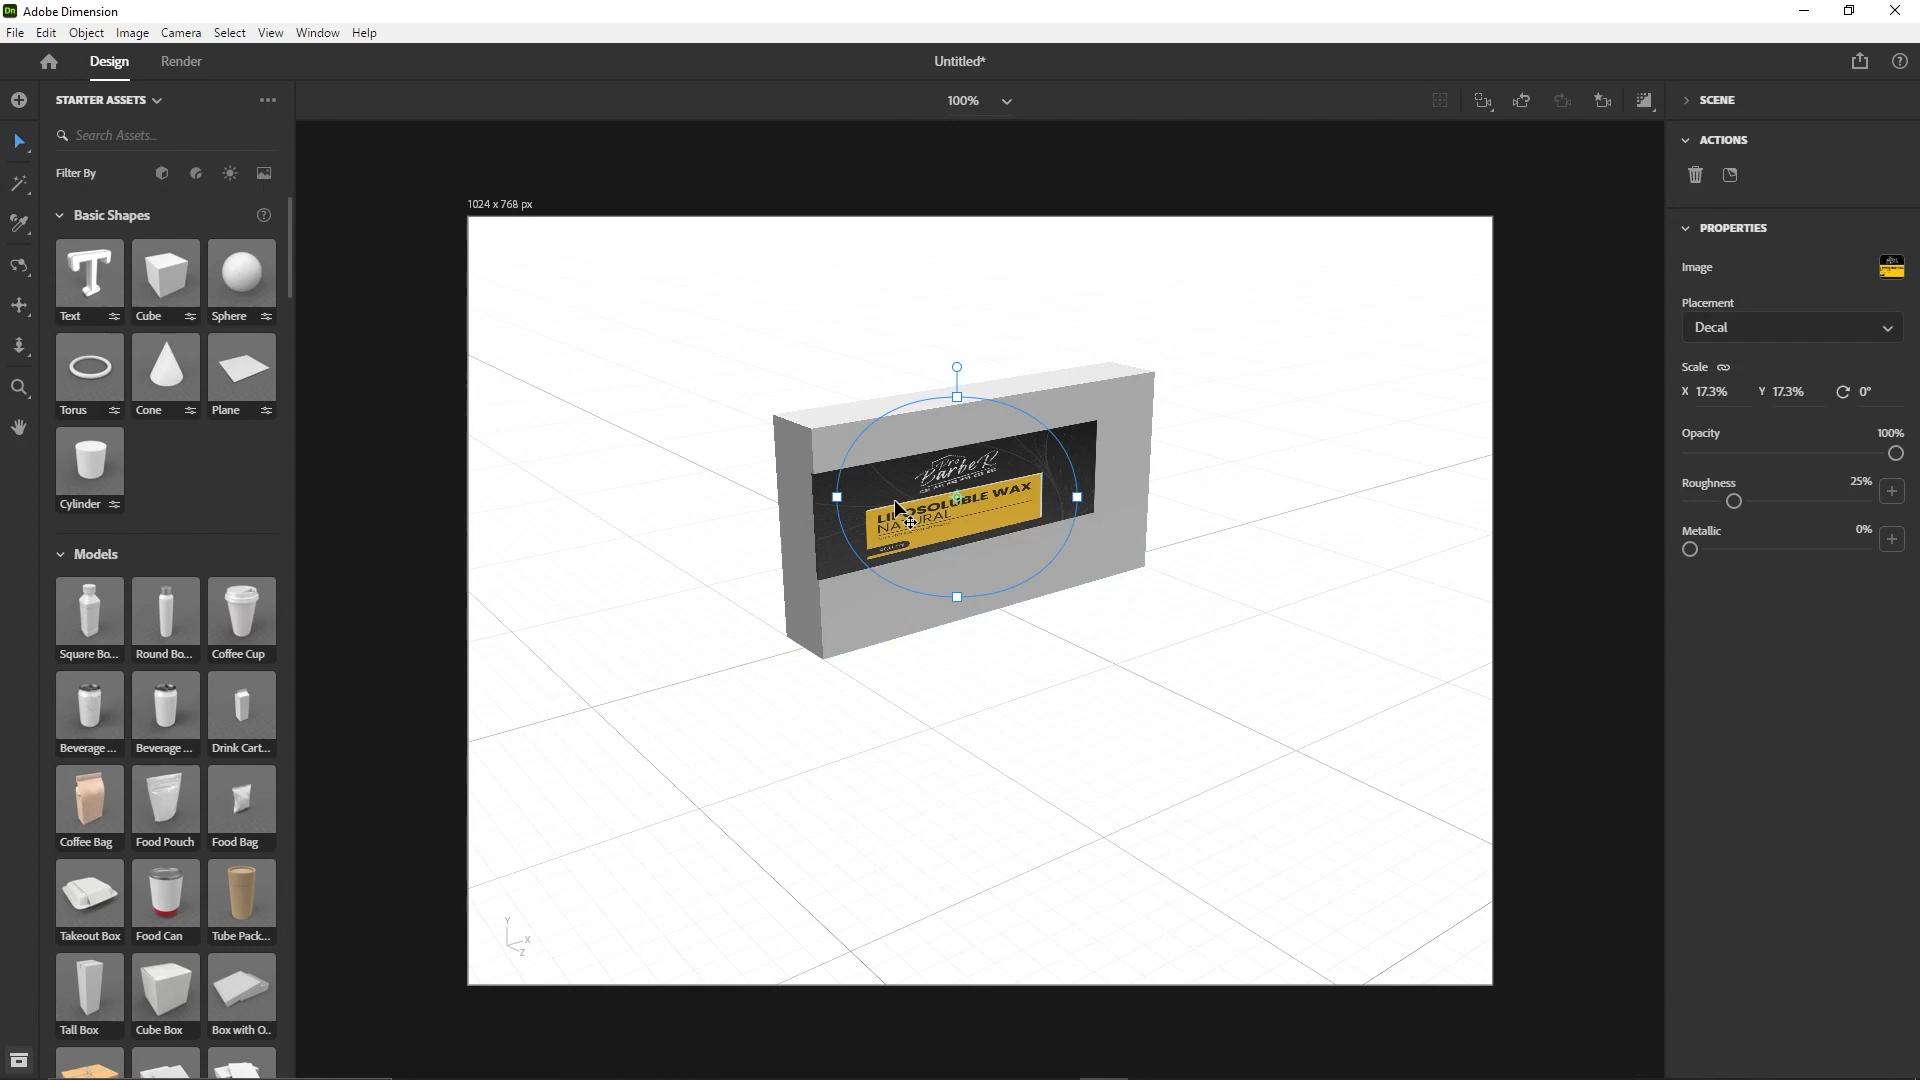 Dn Adobe Dimension
File Edit Object Image Camera Select View Window Help
Design Render Untitled*
STARTER ASSETS 100% SCENE
Search Assets...
ACTIONS
Filter By
1024 x 768 px
Basic Shapes
PROPERTIES
Image
Text Cube Sphere
Placement
Decal
Scale
X 17.3% Y 17.3% 0°
Torus Cone Plane
Opacity 100%
Roughness 25%
Cylinder
Metallic 0%
Pro
BarbeR
LIPOSOLUBLE WAX
NATURAL
Models
Square Bo... Round Bo... Coffee Cup
Beverage ... Beverage ... Drink Cart...
Coffee Bag Food Pouch Food Bag
Takeout Box Food Can Tube Pack...
Y
X
Z
Tall Box Cube Box Box with O..